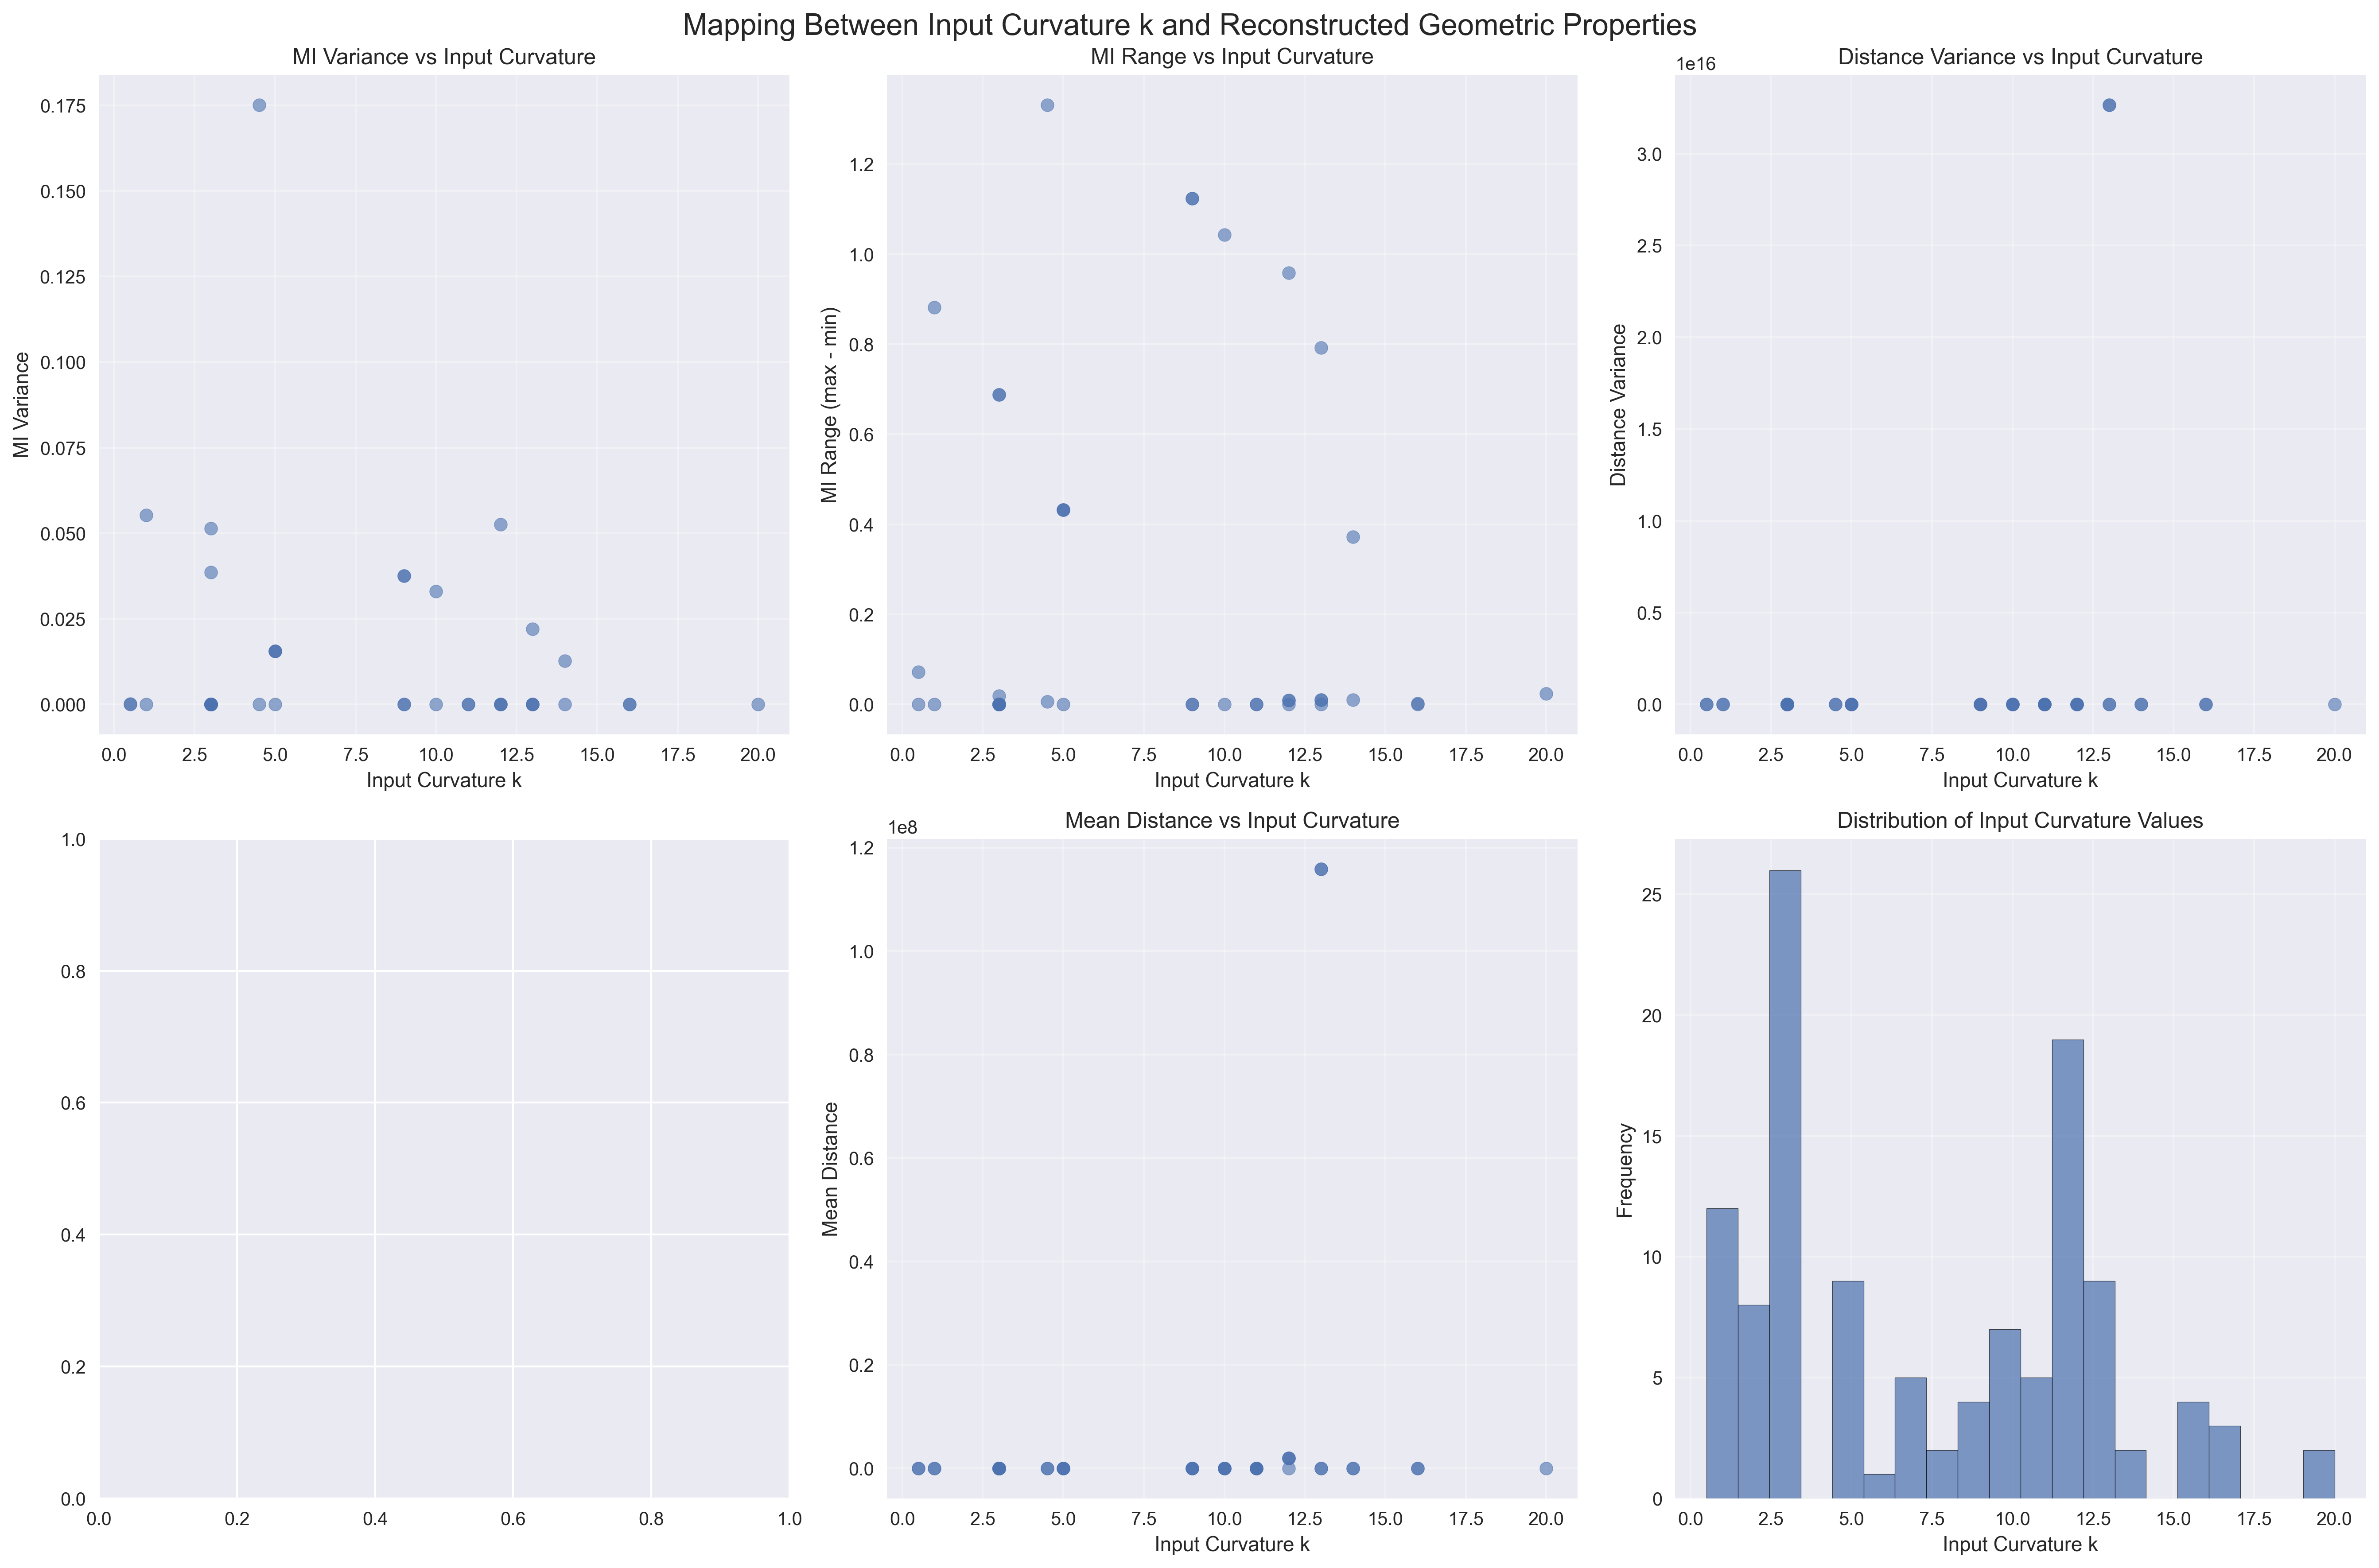 Mapping Between Input Curvature k and Reconstructed Geometric Properties
MI Variance vs Input Curvature
0.175
0.150
0.125
0.100
0.075
0.050
0.025
0.000
MI Variance
0.0 2.5 5.0 7.5 10.0 12.5 15.0 17.5 20.0
Input Curvature k
MI Range vs Input Curvature
1.2
1.0
0.8
0.6
0.4
0.2
0.0
MI Range (max - min)
0.0 2.5 5.0 7.5 10.0 12.5 15.0 17.5 20.0
Input Curvature k
Distance Variance vs Input Curvature
1e16
3.0
2.5
2.0
1.5
1.0
0.5
0.0
Distance Variance
0.0 2.5 5.0 7.5 10.0 12.5 15.0 17.5 20.0
Input Curvature k
1.0
0.8
0.6
0.4
0.2
0.0
0.0 0.2 0.4 0.6 0.8 1.0
Mean Distance vs Input Curvature
1e8
1.2
1.0
0.8
0.6
0.4
0.2
0.0
Mean Distance
0.0 2.5 5.0 7.5 10.0 12.5 15.0 17.5 20.0
Input Curvature k
Distribution of Input Curvature Values
25
20
15
10
5
0
Frequency
0.0 2.5 5.0 7.5 10.0 12.5 15.0 17.5 20.0
Input Curvature k